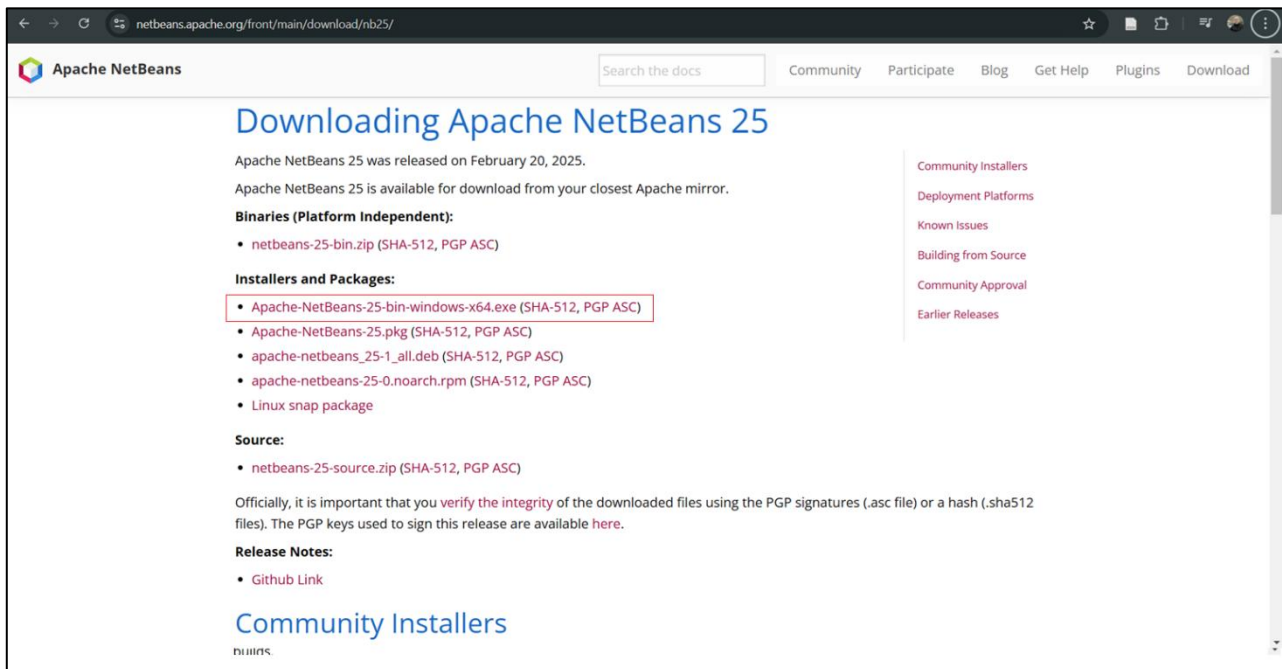 netbeans.apache.org/front/main/download/nb25/
Apache NetBeans
Search the docs
Community
Participate
Blog
Get Help
Plugins
Download
Downloading Apache NetBeans 25
Apache NetBeans 25 was released on February 20, 2025.
Apache NetBeans 25 is available for download from your closest Apache mirror.
Binaries (Platform Independent):
• netbeans-25-bin.zip (SHA-512, PGP ASC)
Installers and Packages:
• Apache-NetBeans-25-bin-windows-x64.exe (SHA-512, PGP ASC)
• Apache-NetBeans-25.pkg (SHA-512, PGP ASC)
• apache-netbeans_25-1_all.deb (SHA-512, PGP ASC)
• apache-netbeans-25-0.noarch.rpm (SHA-512, PGP ASC)
• Linux snap package
Source:
• netbeans-25-source.zip (SHA-512, PGP ASC)
Officially, it is important that you verify the integrity of the downloaded files using the PGP signatures (.asc file) or a hash (.sha512
files). The PGP keys used to sign this release are available here.
Release Notes:
• Github Link
Community Installers
builds.
Community Installers
Deployment Platforms
Known Issues
Building from Source
Community Approval
Earlier Releases